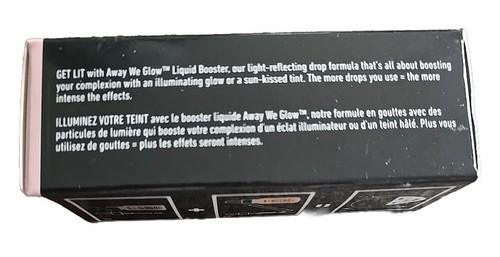 GET LIT with Away We Glow™ Liquid Booster, our light-reflecting drop formula that's all about boosting
your complexion with an illuminating glow or a sun-kissed tint. The more drops you use = the more
intense the effects.
ILLUMINEZ VOTRE TEINT avec le booster liquide Away We Glow™, notre formule en gouttes avec des
particules de lumière qui booste votre complexion d'un éclat illuminateur ou d'un teint hâlé. Plus vous
utilisez de gouttes = plus les effets seront intenses.